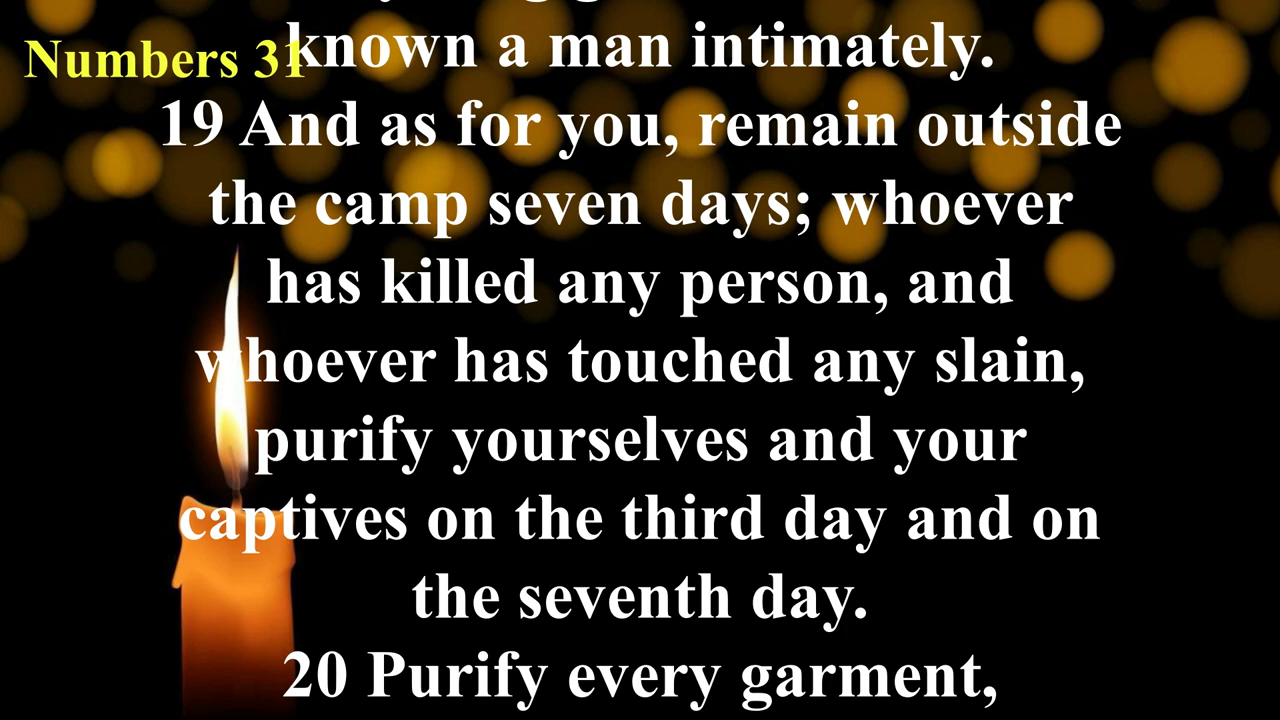 Numbers 31
known a man intimately.
19 And as for you, remain outside
the camp seven days; whoever
has killed any person, and
whoever has touched any slain,
purify yourselves and your
captives on the third day and on
the seventh day.
20 Purify every garment,